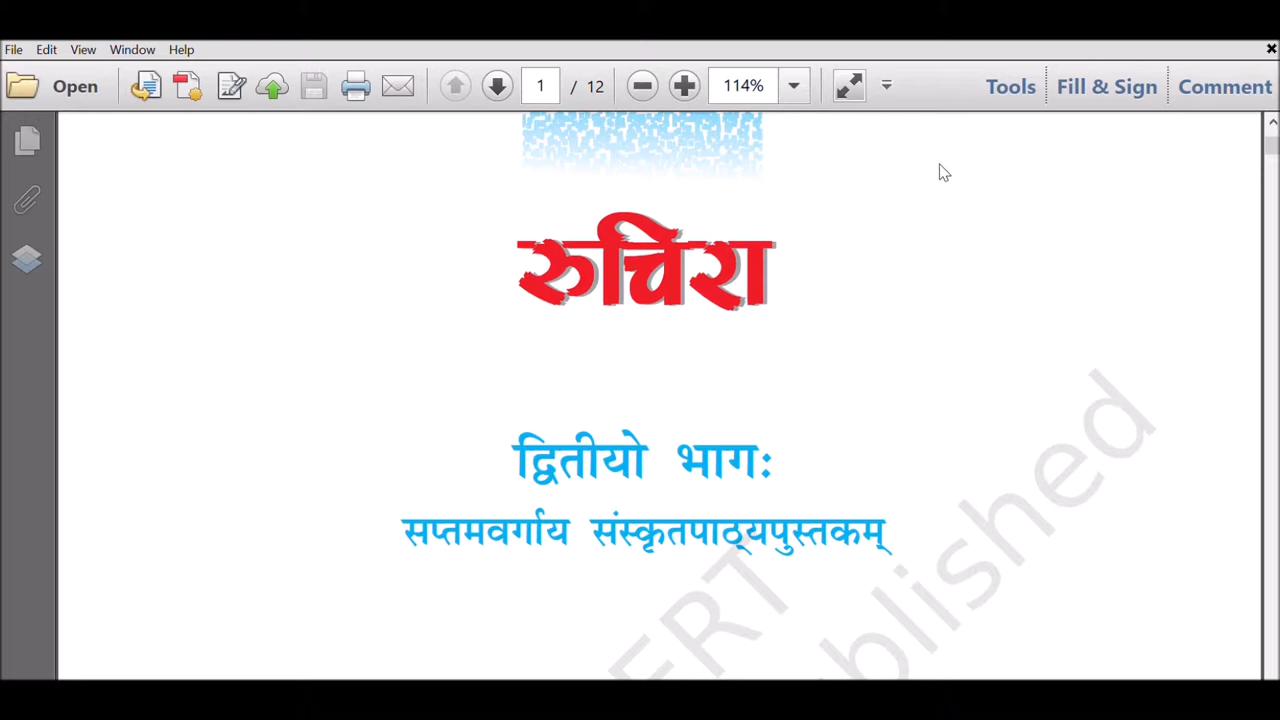 File Edit View Window Help
Open 1 / 12 114% Tools Fill & Sign Comment
रुचिरा
द्वितीयो भागः
सप्तमवर्गाय संस्कृतपाठ्यपुस्तकम्